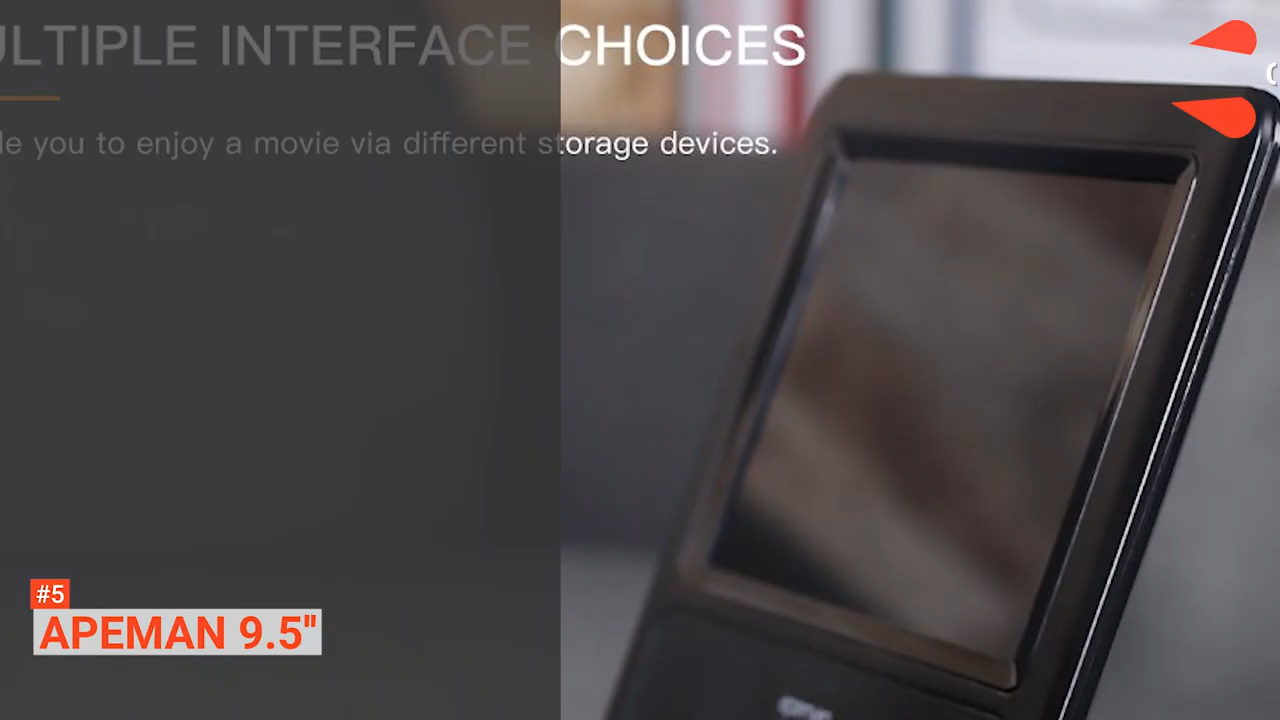 ULTIPLE INTERFACE CHOICES
le you to enjoy a movie via different storage devices.
#5
APEMAN 9.5"